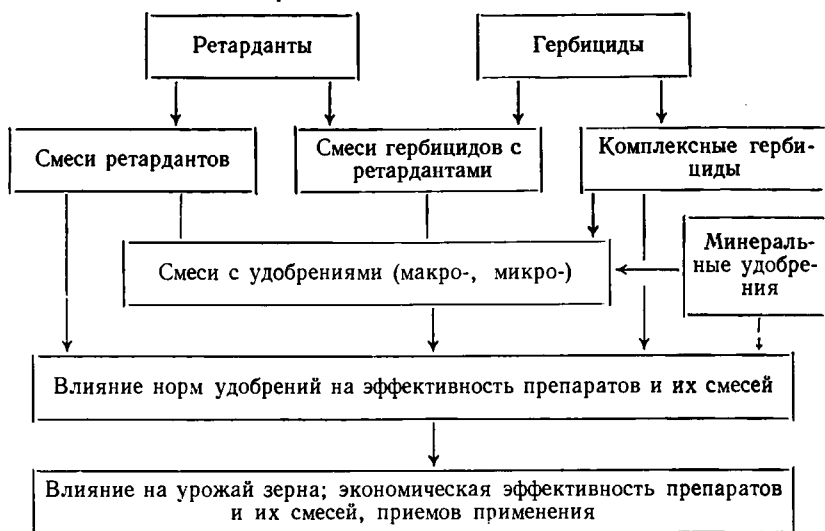 Ретарданты
Гербициды
Смеси ретардантов
Смеси гербицидов с
ретардантами
Комплексные герби-
циды
Смеси с удобрениями (макро-, микро-)
Минераль-
ные удобре-
ния
Влияние норм удобрений на эффективность препаратов и их смесей
Влияние на урожай зерна; экономическая эффективность препаратов
и их смесей, приемов применения